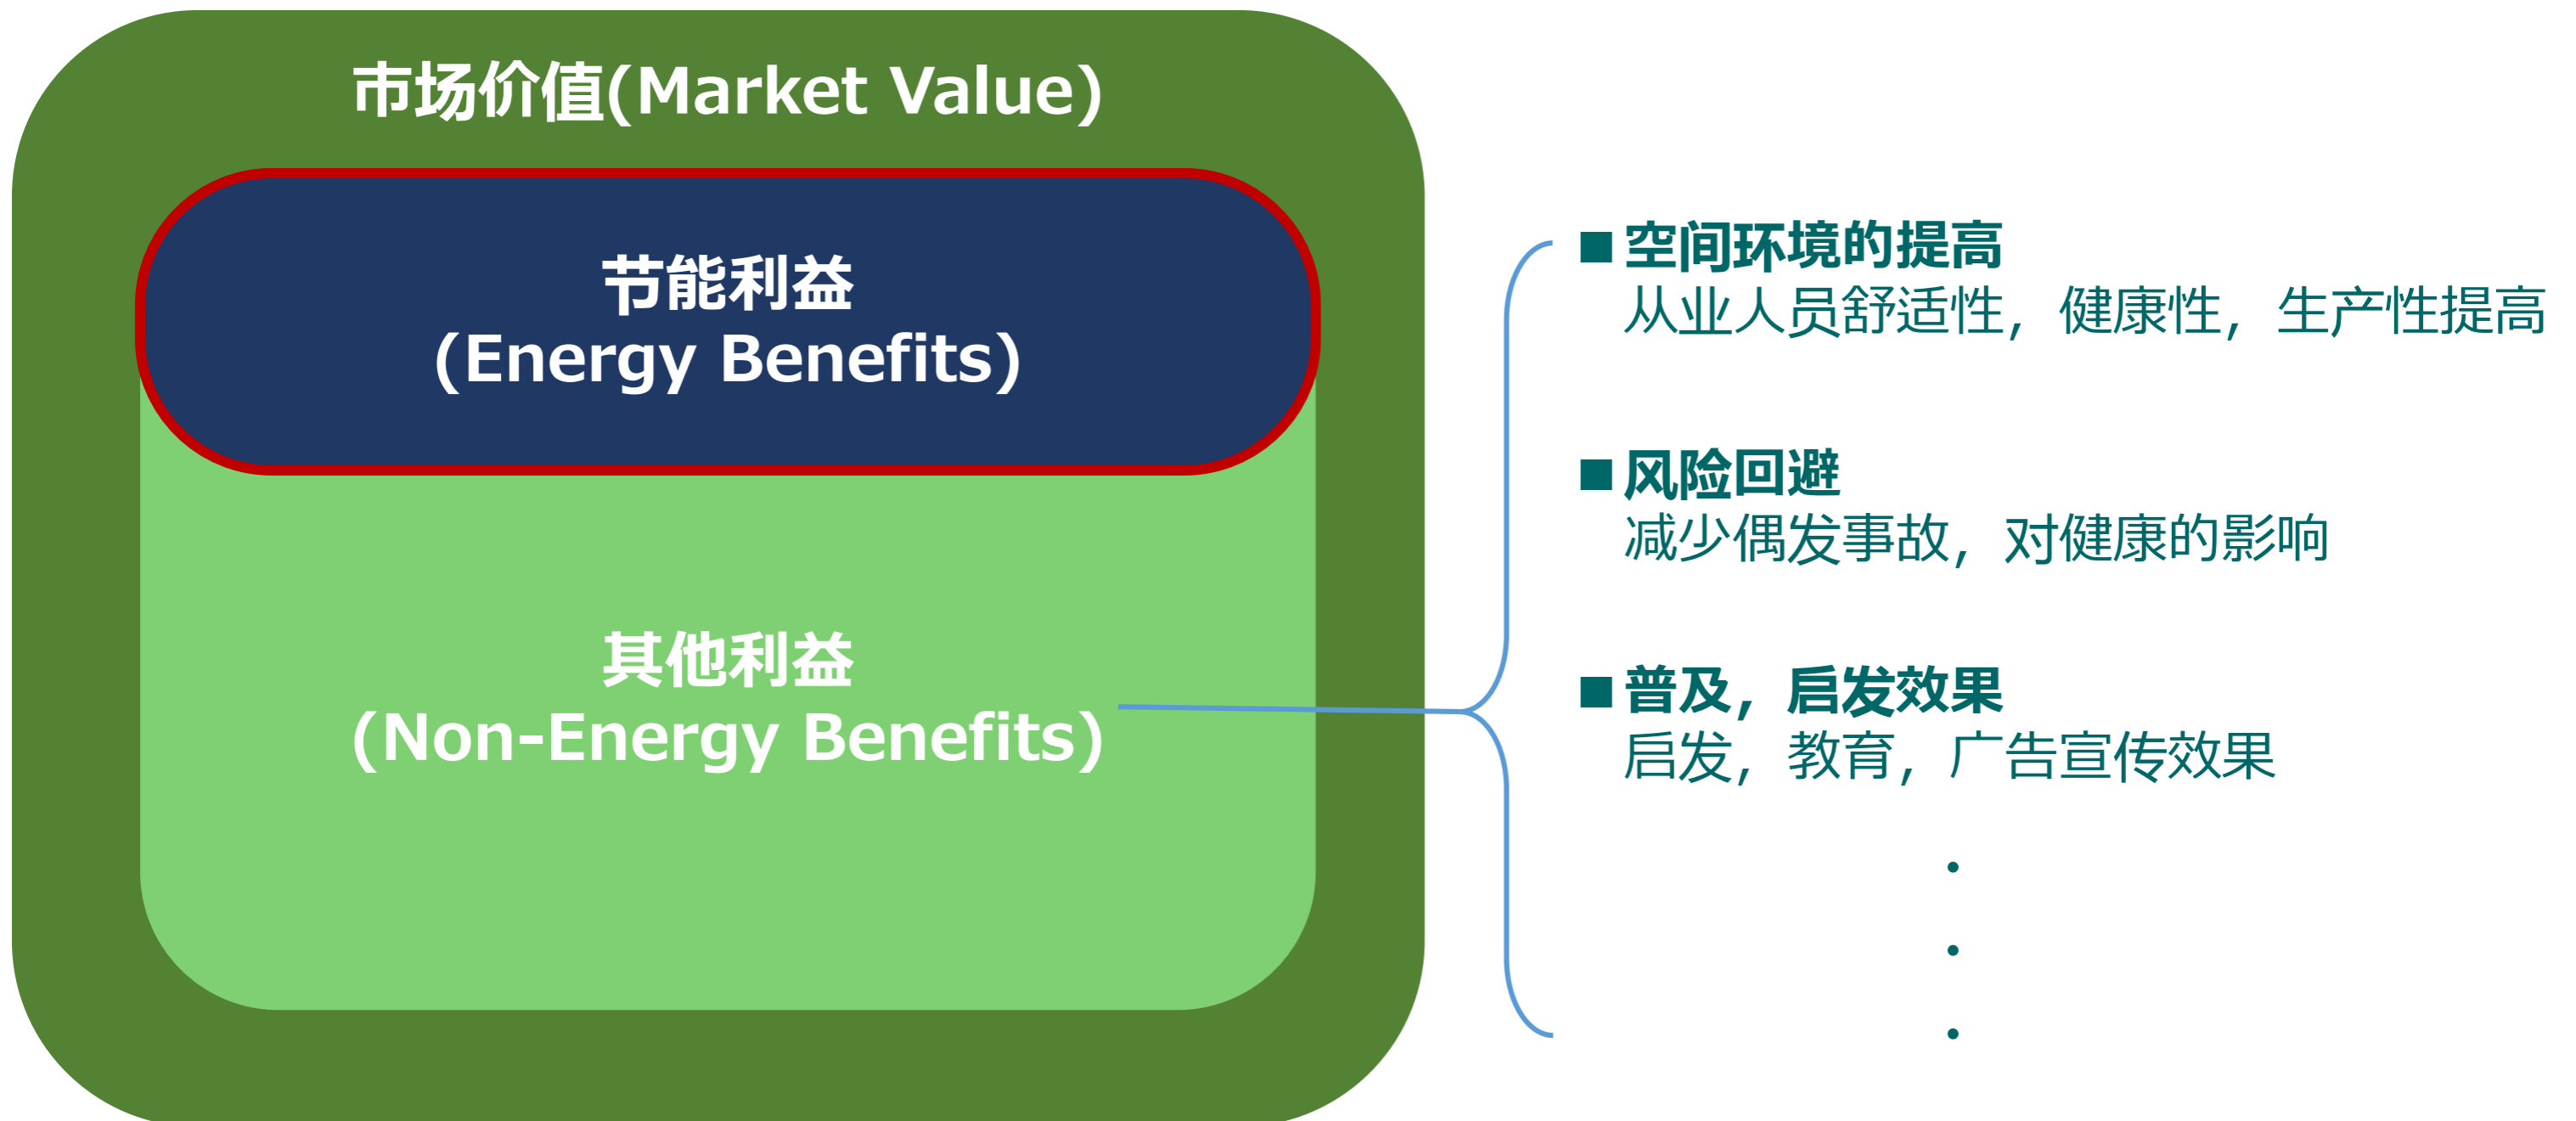 市场价值(Market Value)
节能利益
(Energy Benefits)
其他利益
(Non-Energy Benefits)
■空间环境的提高
从业人员舒适性，健康性，生产性提高
■风险回避
减少偶发事故，对健康的影响
■普及，启发效果
启发，教育，广告宣传效果
・
・
・